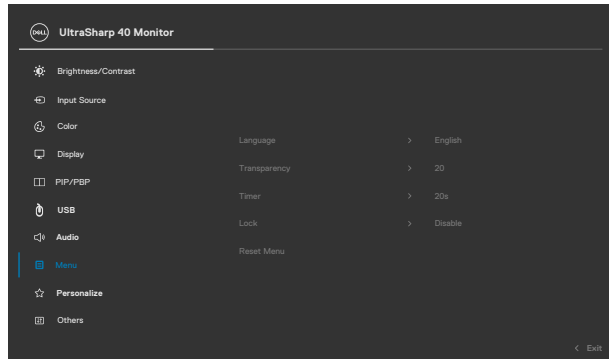 DELL UltraSharp 40 Monitor
Brightness/Contrast
Input Source
Color
Display
PIP/PBP
USB
Audio
Menu
Personalize
Others
Language > English
Transparency > 20
Timer > 20s
Lock > Disable
Reset Menu
< Exit